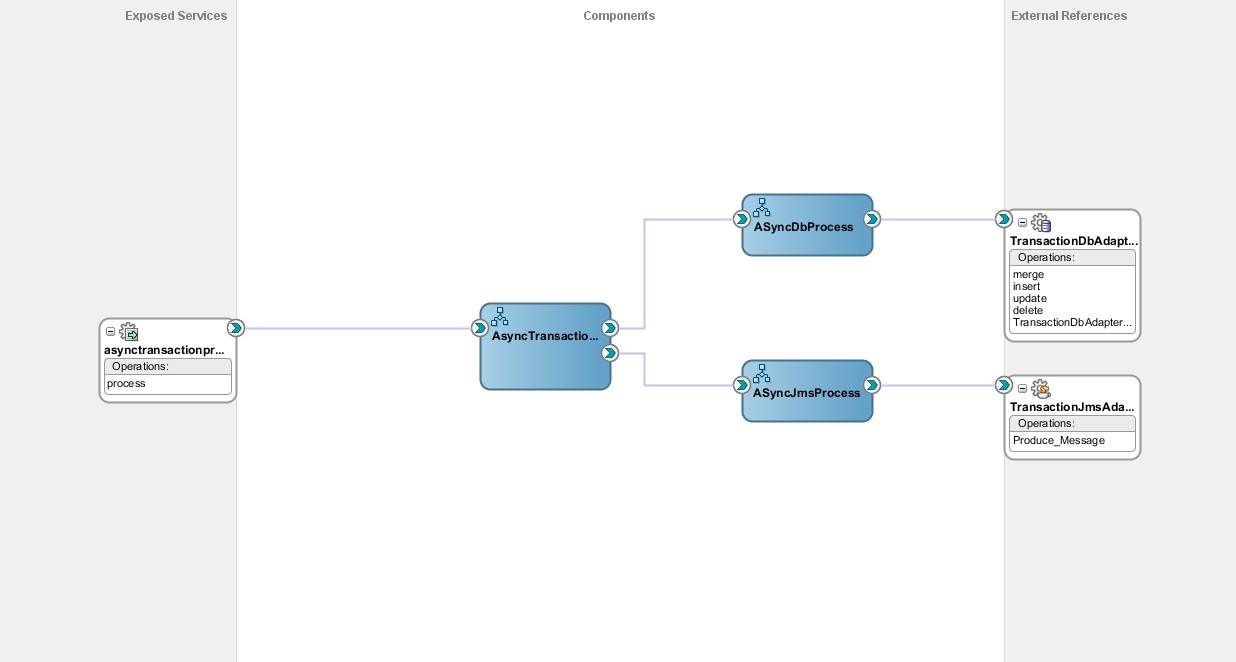 Exposed Services
Components
External References
asynctransactionpr...
Operations:
process
AsyncTransactio...
ASyncDbProcess
ASyncJmsProcess
TransactionDbAdapt...
Operations:
merge
insert
update
delete
TransactionDbAdapter...
TransactionJmsAda...
Operations:
Produce_Message